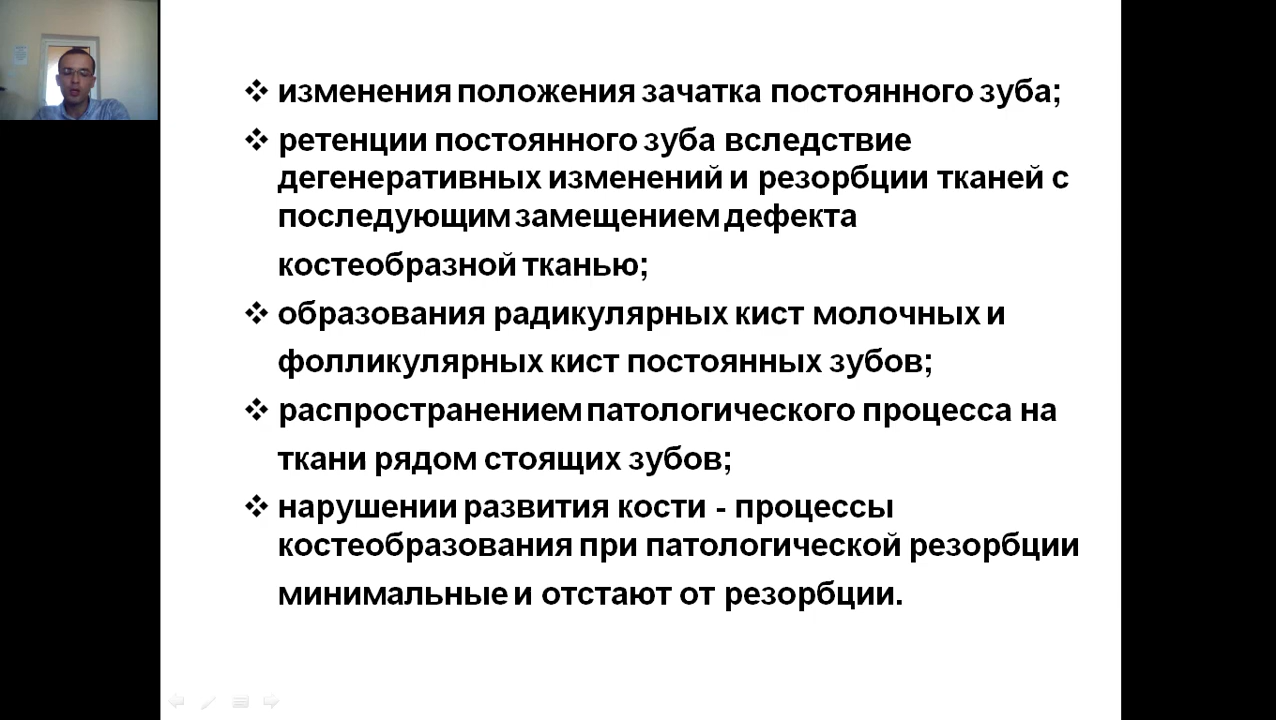 ❖ изменения положения зачатка постоянного зуба;
❖ ретенции постоянного зуба вследствие
дегенеративных изменений и резорбции тканей с
последующим замещением дефекта
костеобразной тканью;
❖ образования радикулярных кист молочных и
фолликулярных кист постоянных зубов;
❖ распространением патологического процесса на
ткани рядом стоящих зубов;
❖ нарушении развития кости - процессы
костеобразования при патологической резорбции
минимальные и отстают от резорбции.